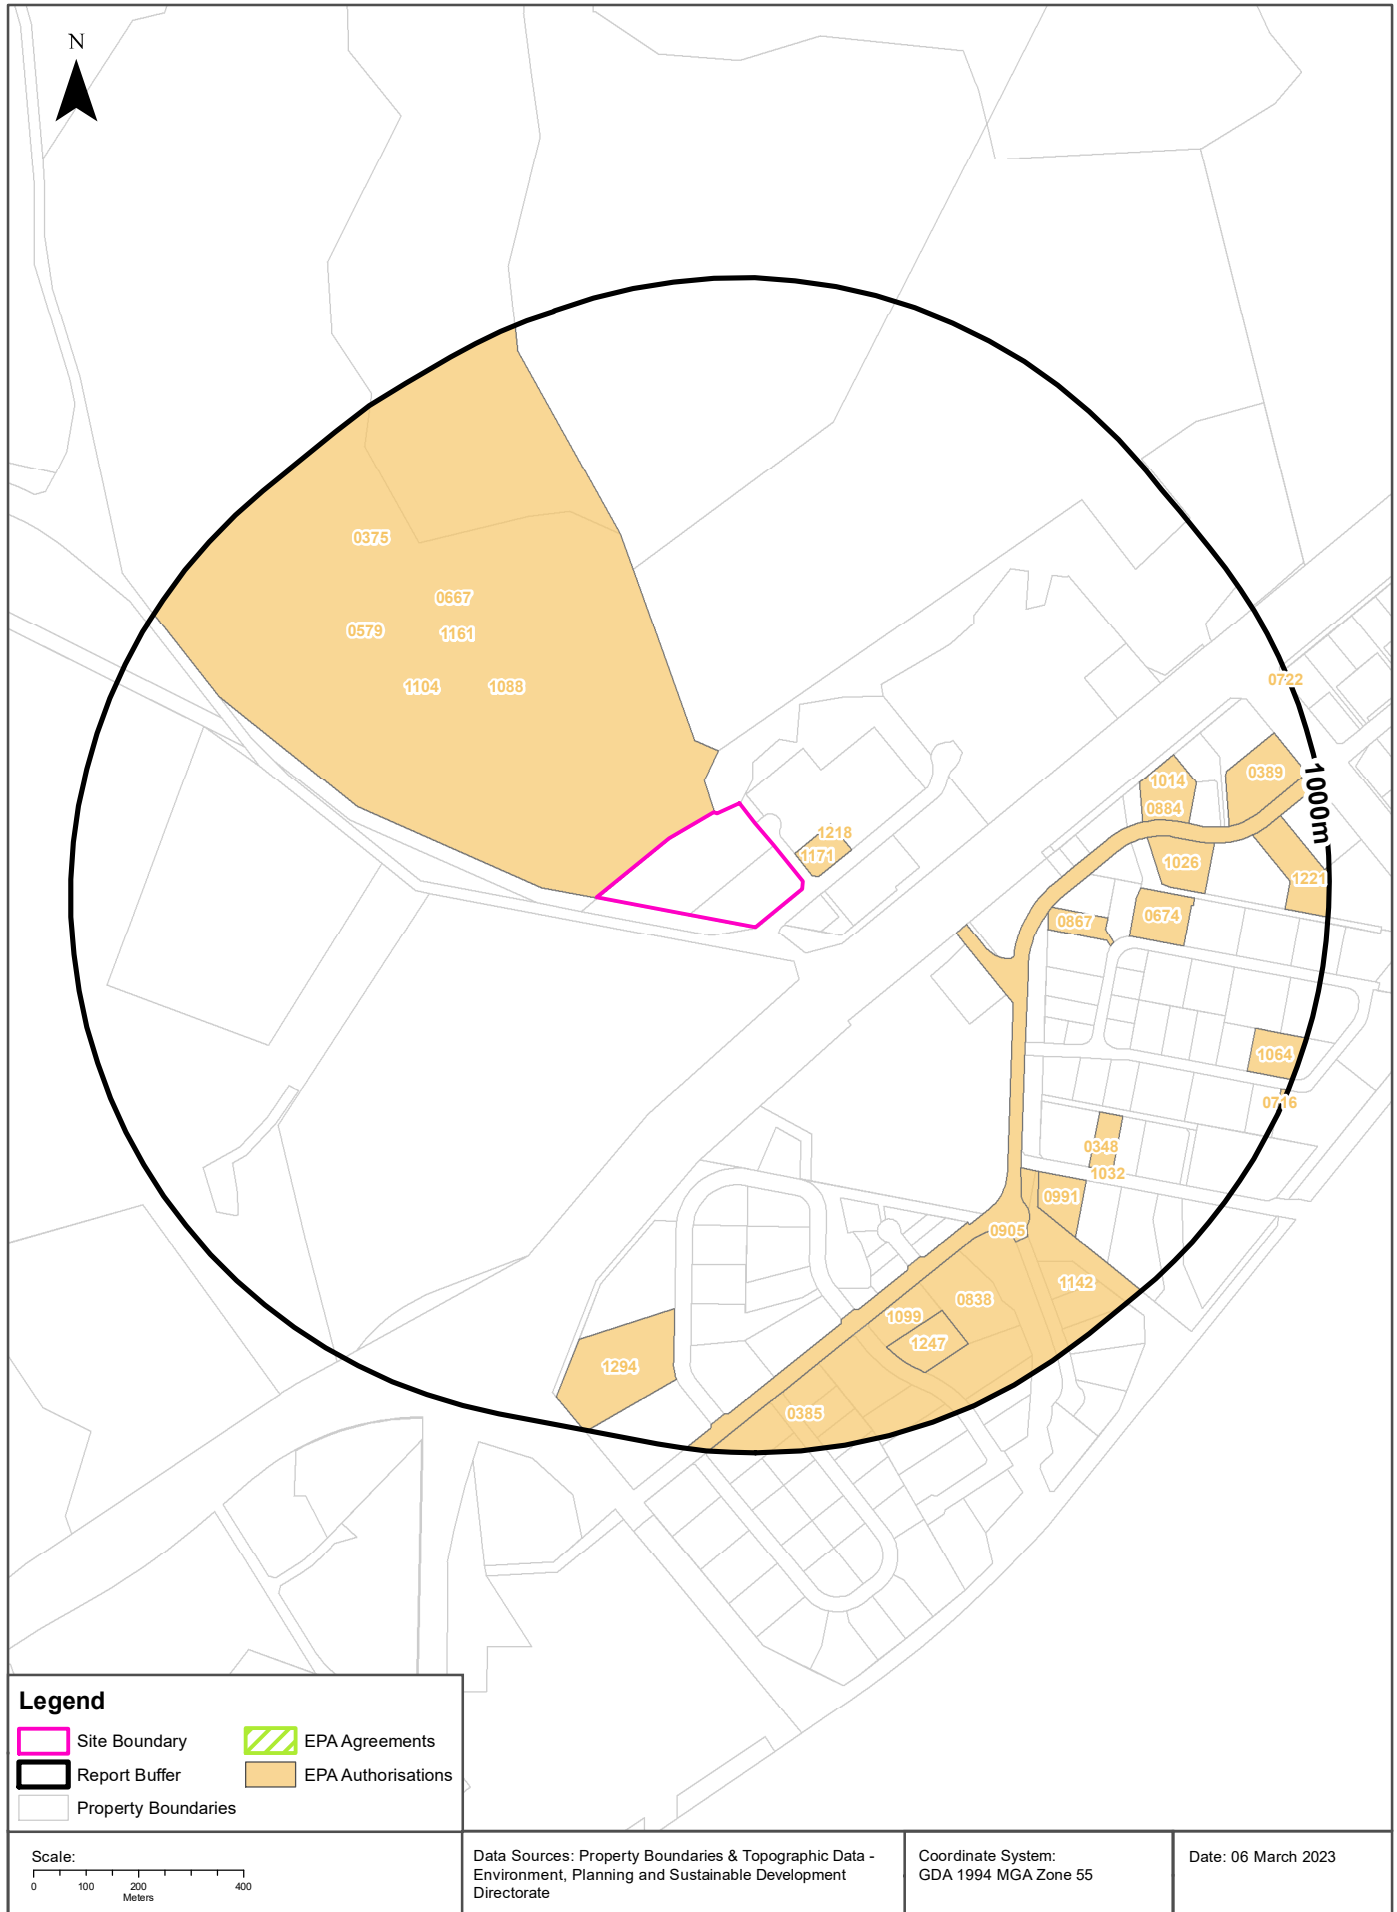 N
0375
0667
0579
1161
1104
1088
0722
1000m
1014
0389
0884
1218
1171
1026
1221
0674
0867
1064
0716
0348
1032
0991
0905
1142
0838
1099
1247
1294
0385
Legend
Site Boundary
EPA Agreements
Report Buffer
EPA Authorisations
Property Boundaries
Scale:
0 100 200 400
Meters
Data Sources: Property Boundaries & Topographic Data -
Environment, Planning and Sustainable Development
Directorate
Coordinate System:
GDA 1994 MGA Zone 55
Date: 06 March 2023